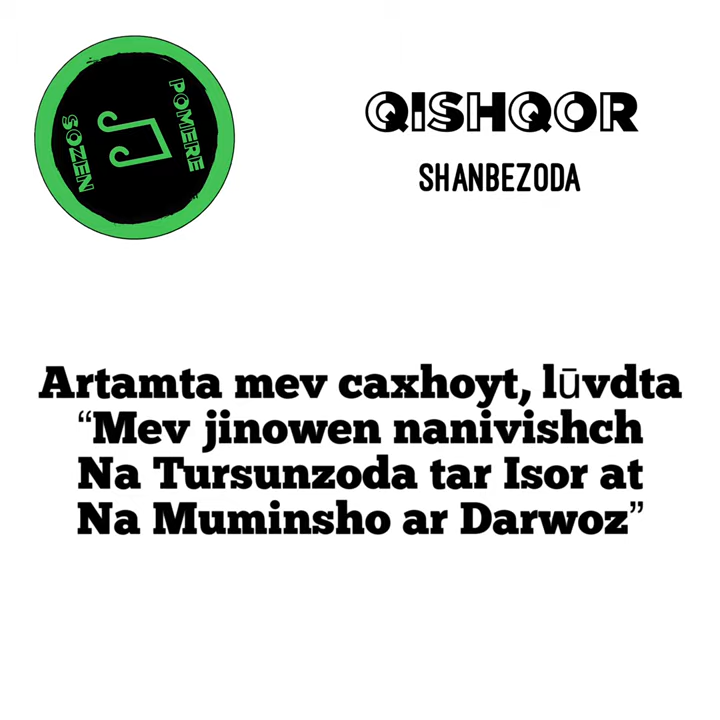 SOZZEN
POMERE
QISHQOR
SHANBEZODA
Artamta mev caxhoyt, lūvdta
“Mev jinowen nanivishch
Na Tursunzoda tar Isor at
Na Muminsho ar Darwoz”